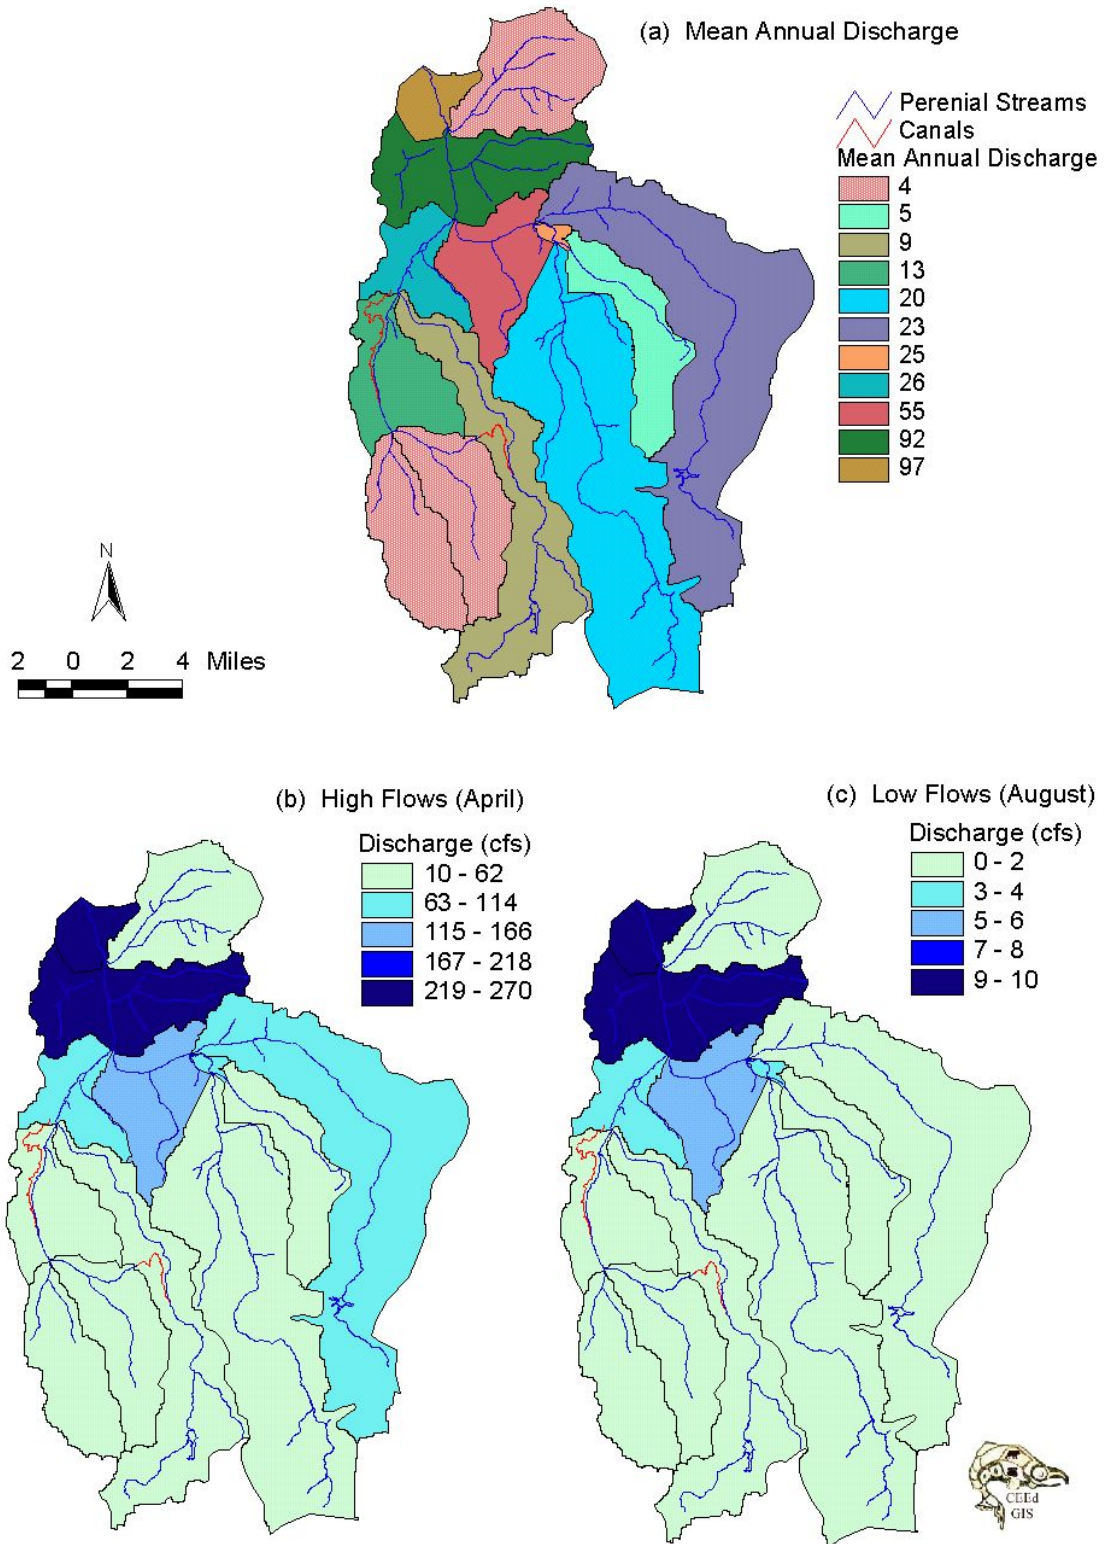 (a) Mean Annual Discharge
Perenial Streams
Canals
Mean Annual Discharge
4
5
9
13
20
23
25
26
55
92
97
N
2 0 2 4 Miles
(b) High Flows (April)
Discharge (cfs)
10 - 62
63 - 114
115 - 166
167 - 218
219 - 270
(c) Low Flows (August)
Discharge (cfs)
0 - 2
3 - 4
5 - 6
7 - 8
9 - 10
CEEd
GIS